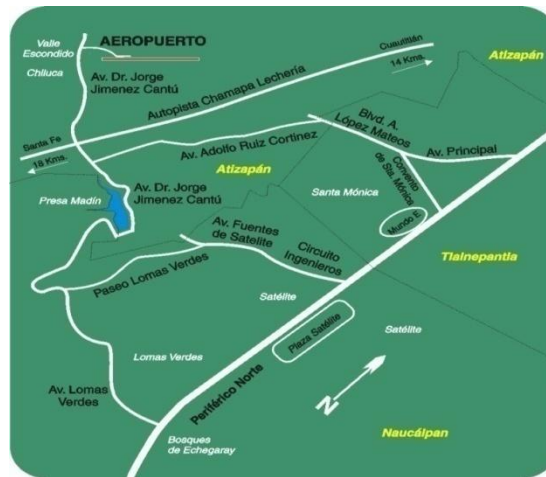 Valle
Escondido
AEROPUERTO
Chiluca
Av. Dr. Jorge
Jimenez Cantú
Autopista Chamapa Lechería
Cuautitlán
14 Kms.
Atizapán
Santa Fe
18 Kms.
Av. Adolfo Ruiz Cortinez
Blvd. A.
López Mateos
Av. Principal
Convento
de Sta. Mónica
Atizapán
Presa Madín
Av. Dr. Jorge
Jimenez Cantú
Santa Mónica
Mundo E
Av. Fuentes
de Satelite
Circuito
Ingenieros
Tlalnepantla
Paseo Lomas Verdes
Satélite
Plaza Satélite
Satélite
Lomas Verdes
Av. Lomas
Verdes
Periférico Norte
N
Bosques
de Echegaray
Naucálpan